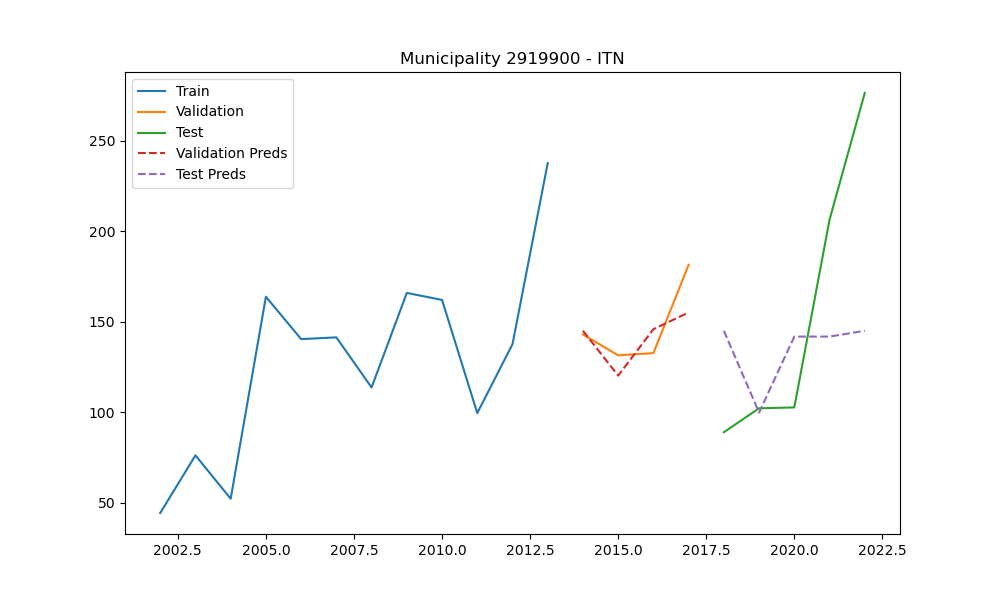 Municipality 2919900 - ITN
Train
Validation
Test
Validation Preds
Test Preds
250
200
150
100
50
2002.5 2005.0 2007.5 2010.0 2012.5 2015.0 2017.5 2020.0 2022.5